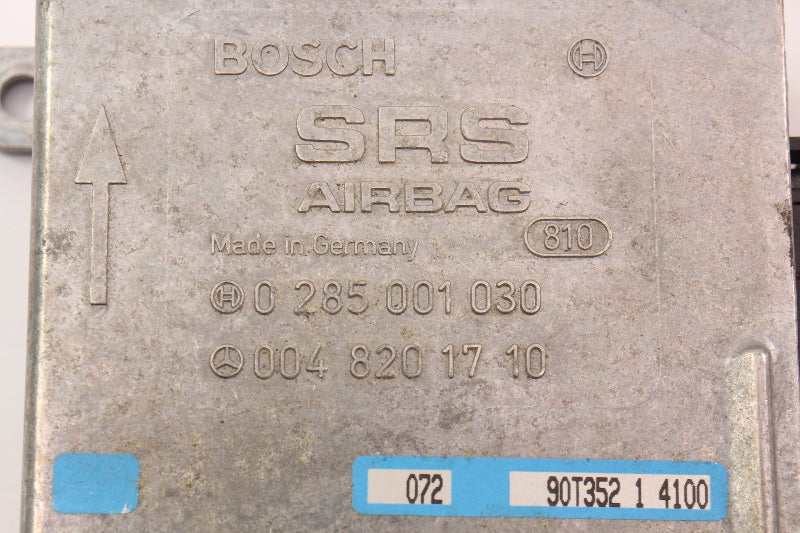 BOSCH
SRS
AIRBAG
Made in Germany 810
0 285 001 030
004 820 17 10
072 90T352 1 4100